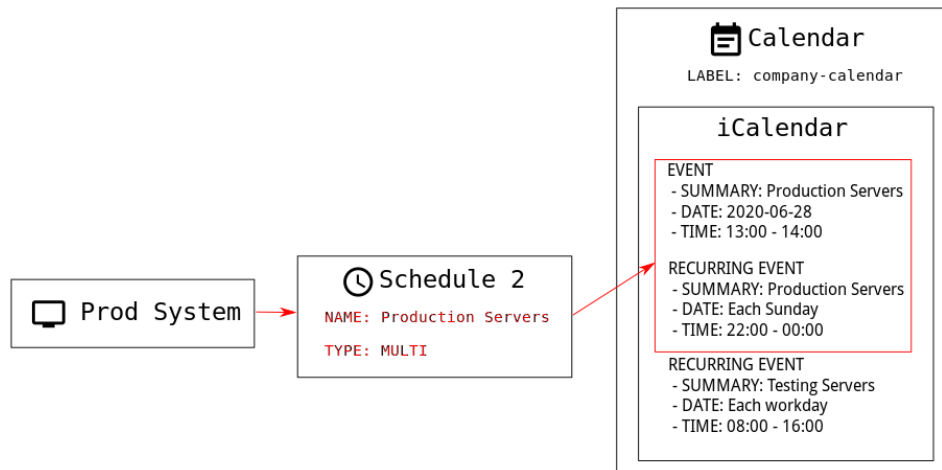 Prod System
Schedule 2
NAME: Production Servers
TYPE: MULTI
Calendar
LABEL: company-calendar
iCalendar
EVENT
- SUMMARY: Production Servers
- DATE: 2020-06-28
- TIME: 13:00 - 14:00
RECURRING EVENT
- SUMMARY: Production Servers
- DATE: Each Sunday
- TIME: 22:00 - 00:00
RECURRING EVENT
- SUMMARY: Testing Servers
- DATE: Each workday
- TIME: 08:00 - 16:00